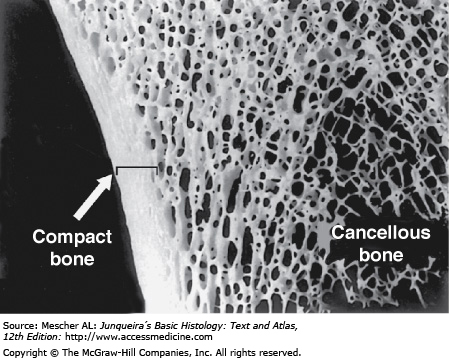 Compact
bone
Cancellous
bone
Source: Mescher AL: Junqueira´s Basic Histology: Text and Atlas,
12th Edition: http://www.accessmedicine.com
Copyright © The McGraw-Hill Companies, Inc. All rights reserved.